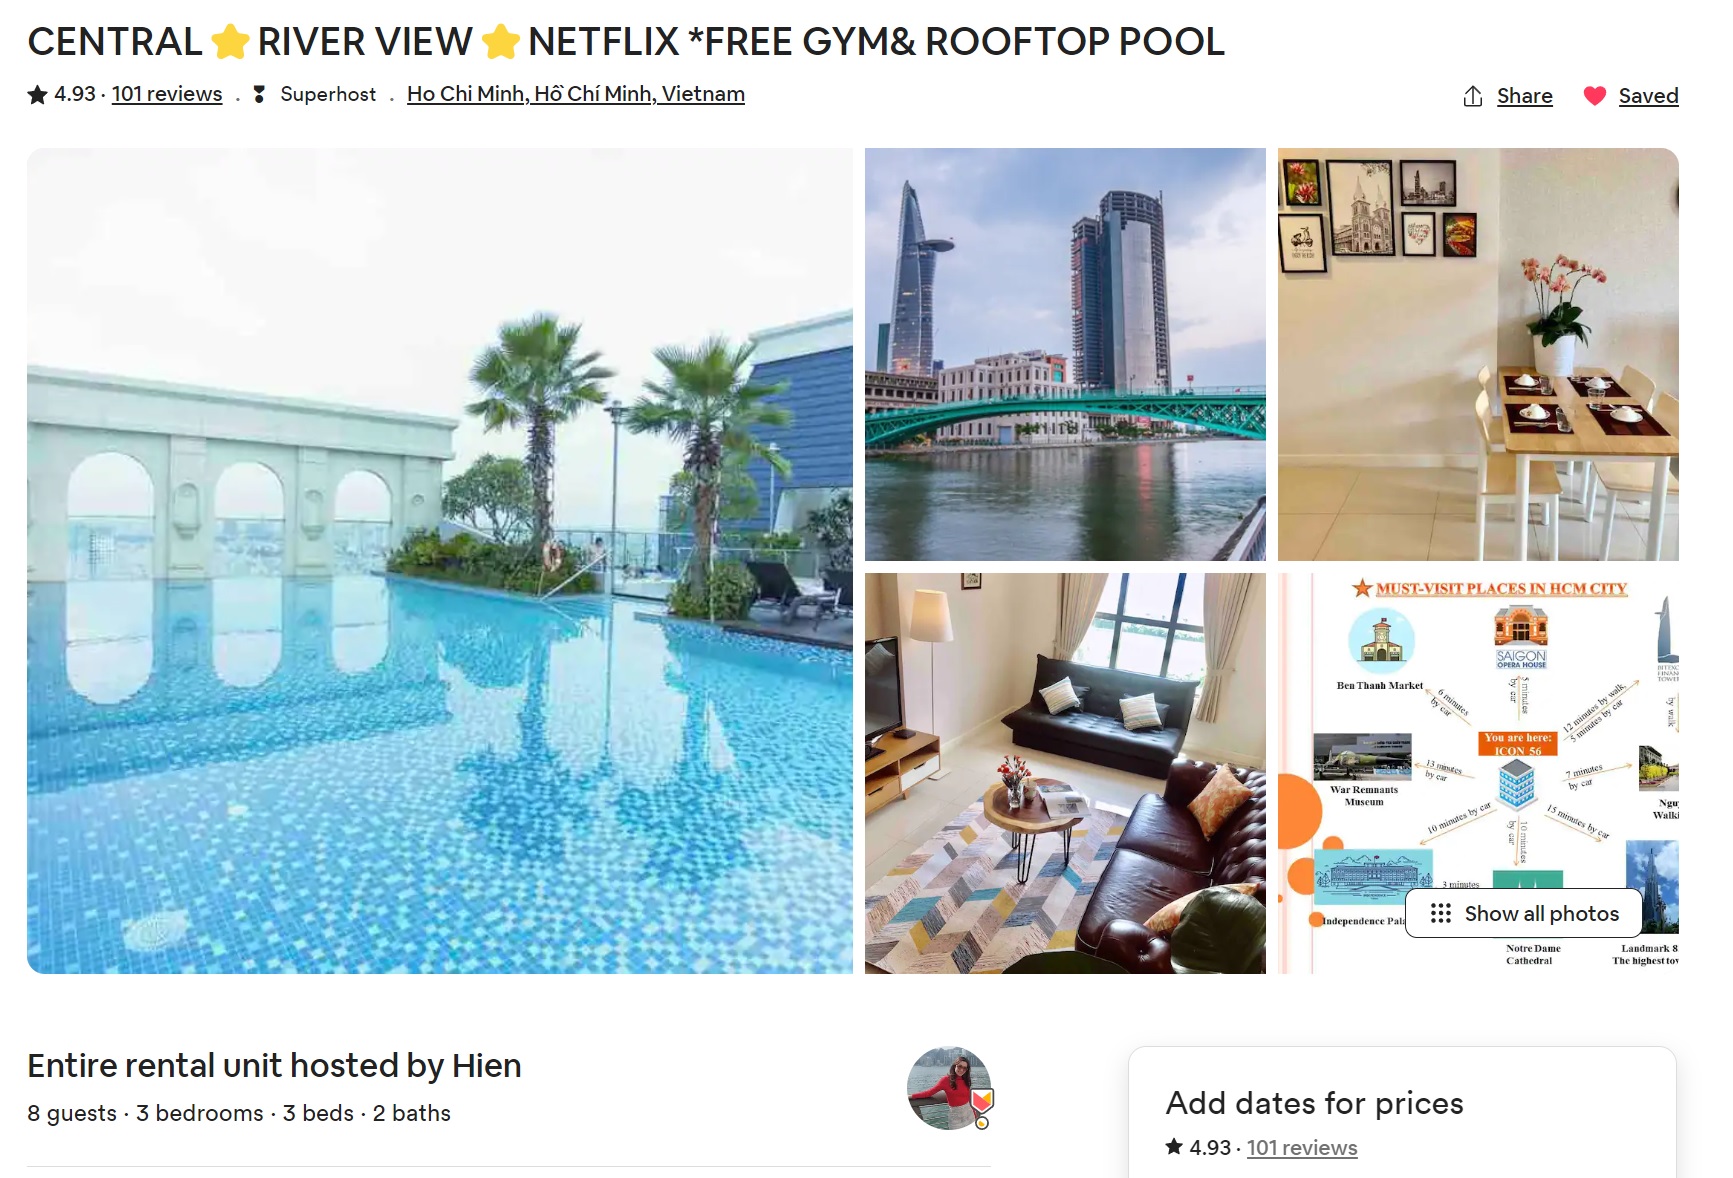 CENTRAL ⭐ RIVER VIEW ⭐ NETFLIX *FREE GYM& ROOFTOP POOL
★ 4.93 · 101 reviews . Superhost . Ho Chi Minh, Hồ Chí Minh, Vietnam
Share Saved
★ MUST-VISIT PLACES IN HCM CITY
SAIGON
OPERA HOUSE
Ben Thanh Market
6 minutes
by car
5 minutes
by car
12 minutes by walk,
5 minutes by car
by walk
You are here:
ICON 56
13 minutes
by car
7 minutes
by car
War Remnants
Museum
Walki
10 minutes by car
10 minutes
by car
15 minutes by car
3 minutes
Independence Pala
Show all photos
Notre Dame
Cathedral
Landmark 8
The highest tow
Entire rental unit hosted by Hien
8 guests · 3 bedrooms · 3 beds · 2 baths
Add dates for prices
★ 4.93 · 101 reviews